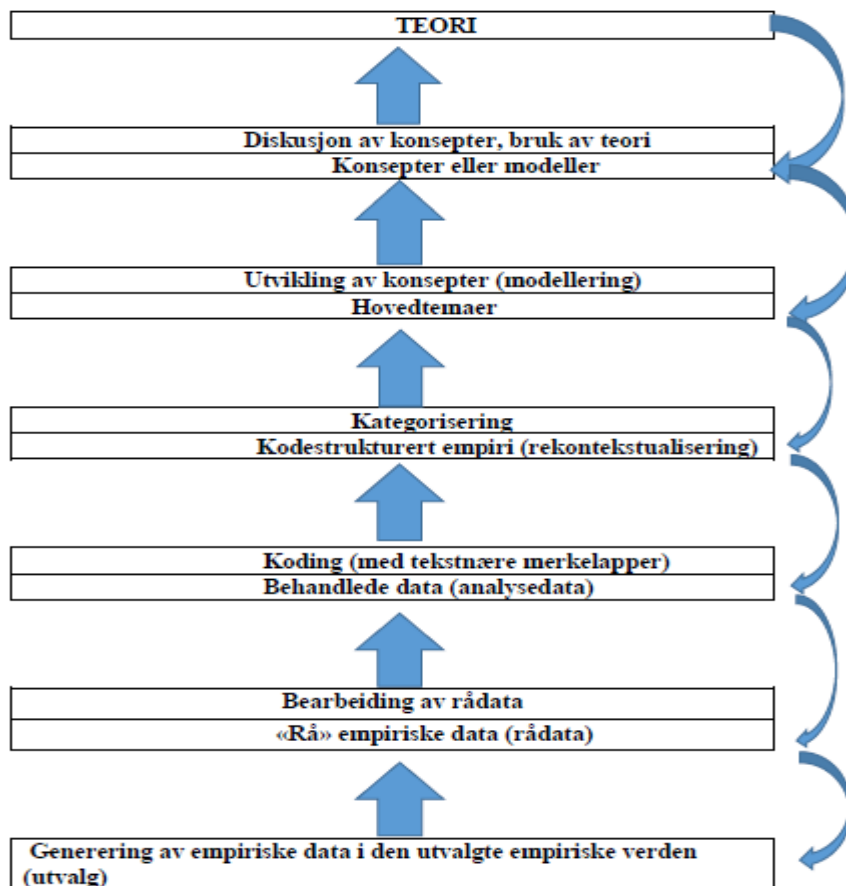 TEORI
Diskusjon av konsepter, bruk av teori
Konsepter eller modeller
Utvikling av konsepter (modellering)
Hovedtemaer
Kategorisering
Kodestrukturert empiri (rekontekstualisering)
Koding (med tekstnære merkelapper)
Behandlede data (analysedata)
Bearbeiding av rådata
«Rå» empiriske data (rådata)
Generering av empiriske data i den utvalgte empiriske verden
(utvalg)